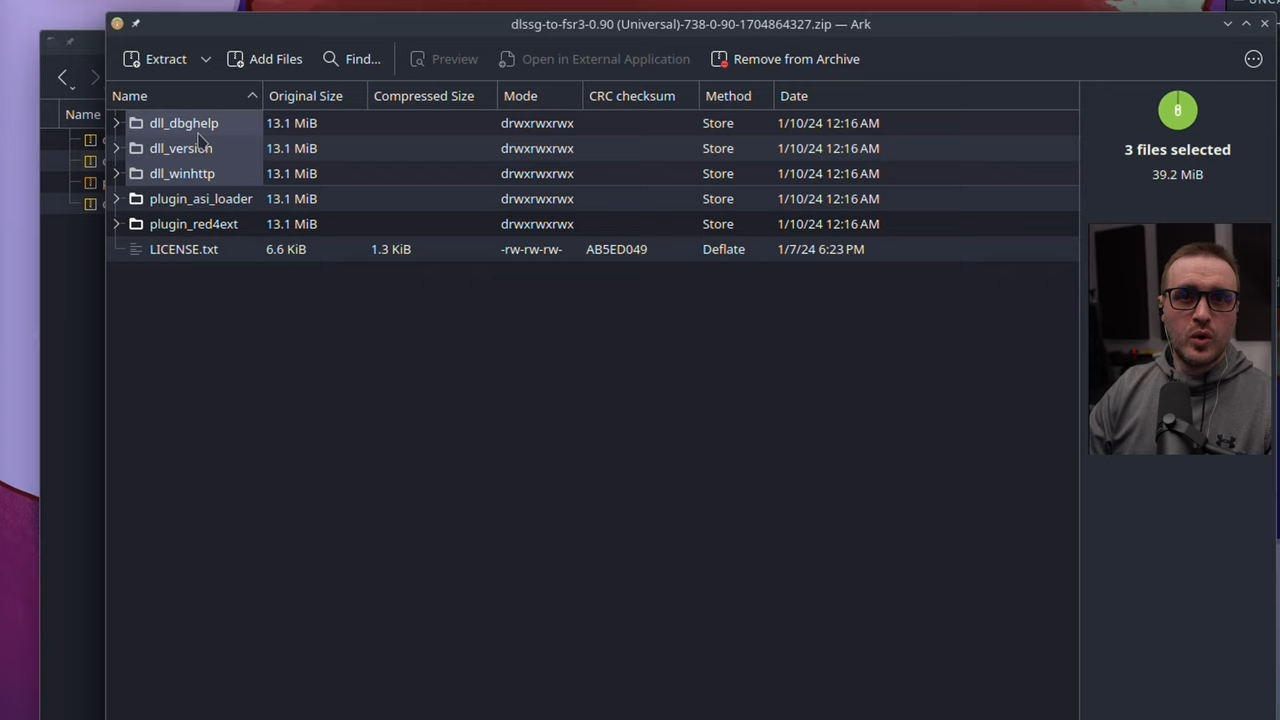 dlssg-to-fsr3-0.90 (Universal)-738-0-90-1704864327.zip — Ark
Extract Add Files Find... Preview Open in External Application Remove from Archive
Name Original Size Compressed Size Mode CRC checksum Method Date
dll_dbghelp 13.1 MiB drwxrwxrwx Store 1/10/24 12:16 AM
dll_version 13.1 MiB drwxrwxrwx Store 1/10/24 12:16 AM
dll_winhttp 13.1 MiB drwxrwxrwx Store 1/10/24 12:16 AM
plugin_asi_loader 13.1 MiB drwxrwxrwx Store 1/10/24 12:16 AM
plugin_red4ext 13.1 MiB drwxrwxrwx Store 1/10/24 12:16 AM
LICENSE.txt 6.6 KiB 1.3 KiB -rw-rw-rw- AB5ED049 Deflate 1/7/24 6:23 PM
3 files selected
39.2 MiB
Name